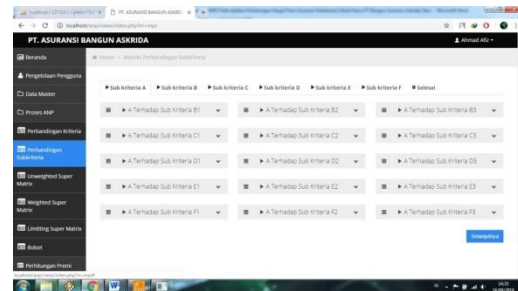 PT. ASURANSI BANGUN ASKRIDA
Ahmad Afiz
Beranda
Home
Matriks Perbandingan Subkriteria
Pengelolaan Pengguna
Data Master
Proses ANP
Perbandingan Kriteria
Perbandingan Subkriteria
Unweighted Super Matrix
Weighted Super Matrix
Limitting Super Matrix
Bobot
Perhitungan Premi
Sub kriteria A
Sub kriteria B
Sub kriteria C
Sub kriteria D
Sub kriteria E
Sub kriteria F
Selesai
A Terhadap Sub Kriteria B1
A Terhadap Sub Kriteria B2
A Terhadap Sub Kriteria B3
A Terhadap Sub Kriteria C1
A Terhadap Sub Kriteria C2
A Terhadap Sub Kriteria C3
A Terhadap Sub Kriteria D1
A Terhadap Sub Kriteria D2
A Terhadap Sub Kriteria D3
A Terhadap Sub Kriteria E1
A Terhadap Sub Kriteria E2
A Terhadap Sub Kriteria E3
A Terhadap Sub Kriteria F1
A Terhadap Sub Kriteria F2
A Terhadap Sub Kriteria F3
Selanjutnya